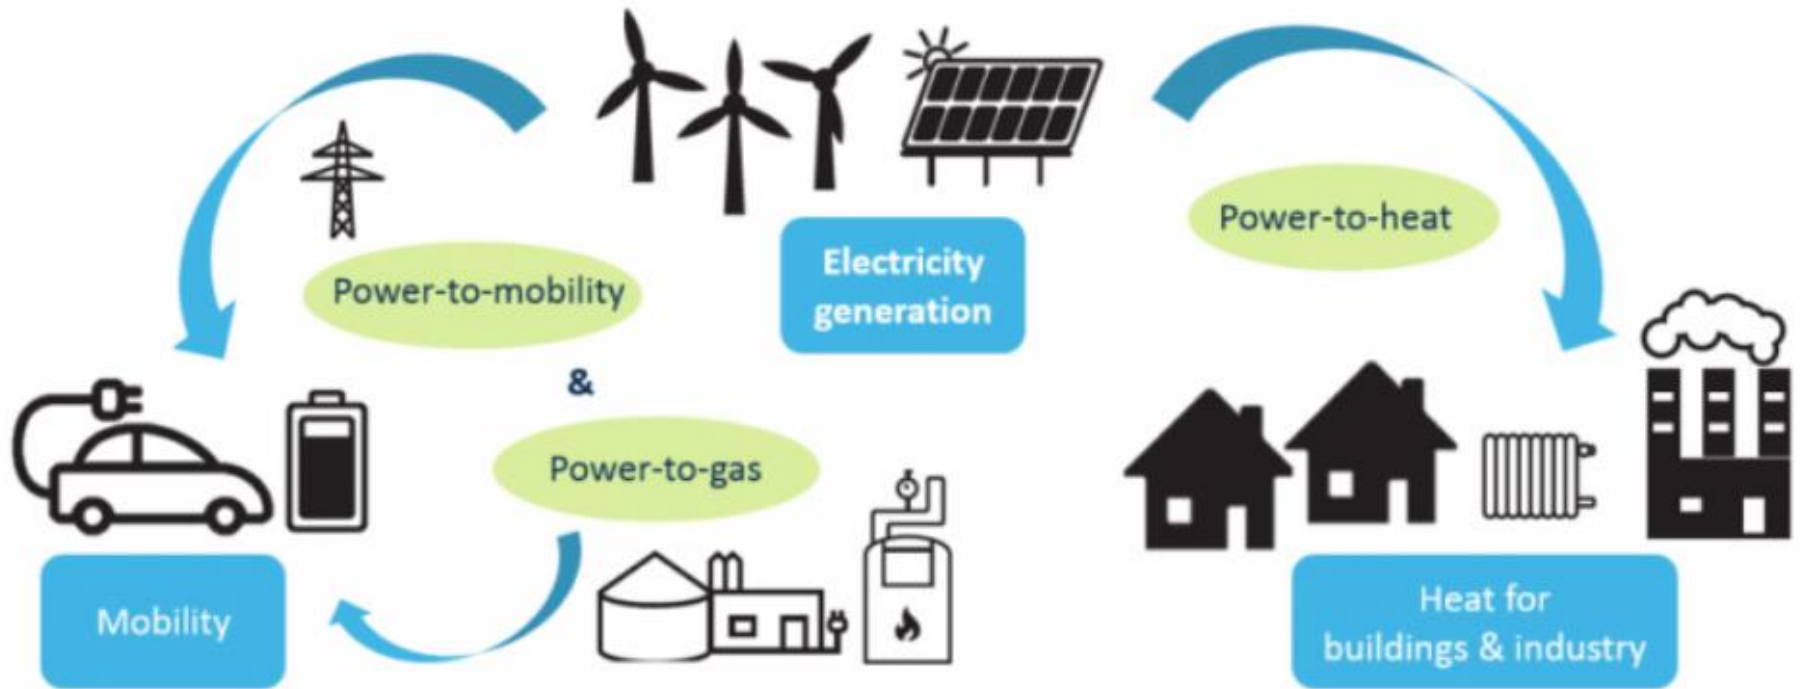 Electricity
generation
Power-to-heat
Power-to-mobility
&
Power-to-gas
Mobility
Heat for
buildings & industry